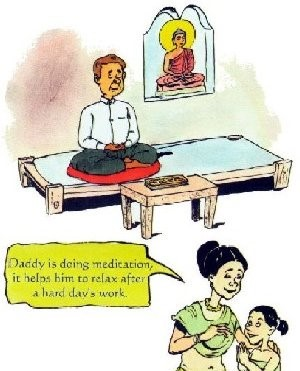 Daddy is doing meditation,
it helps him to relax after
a hard day's work.